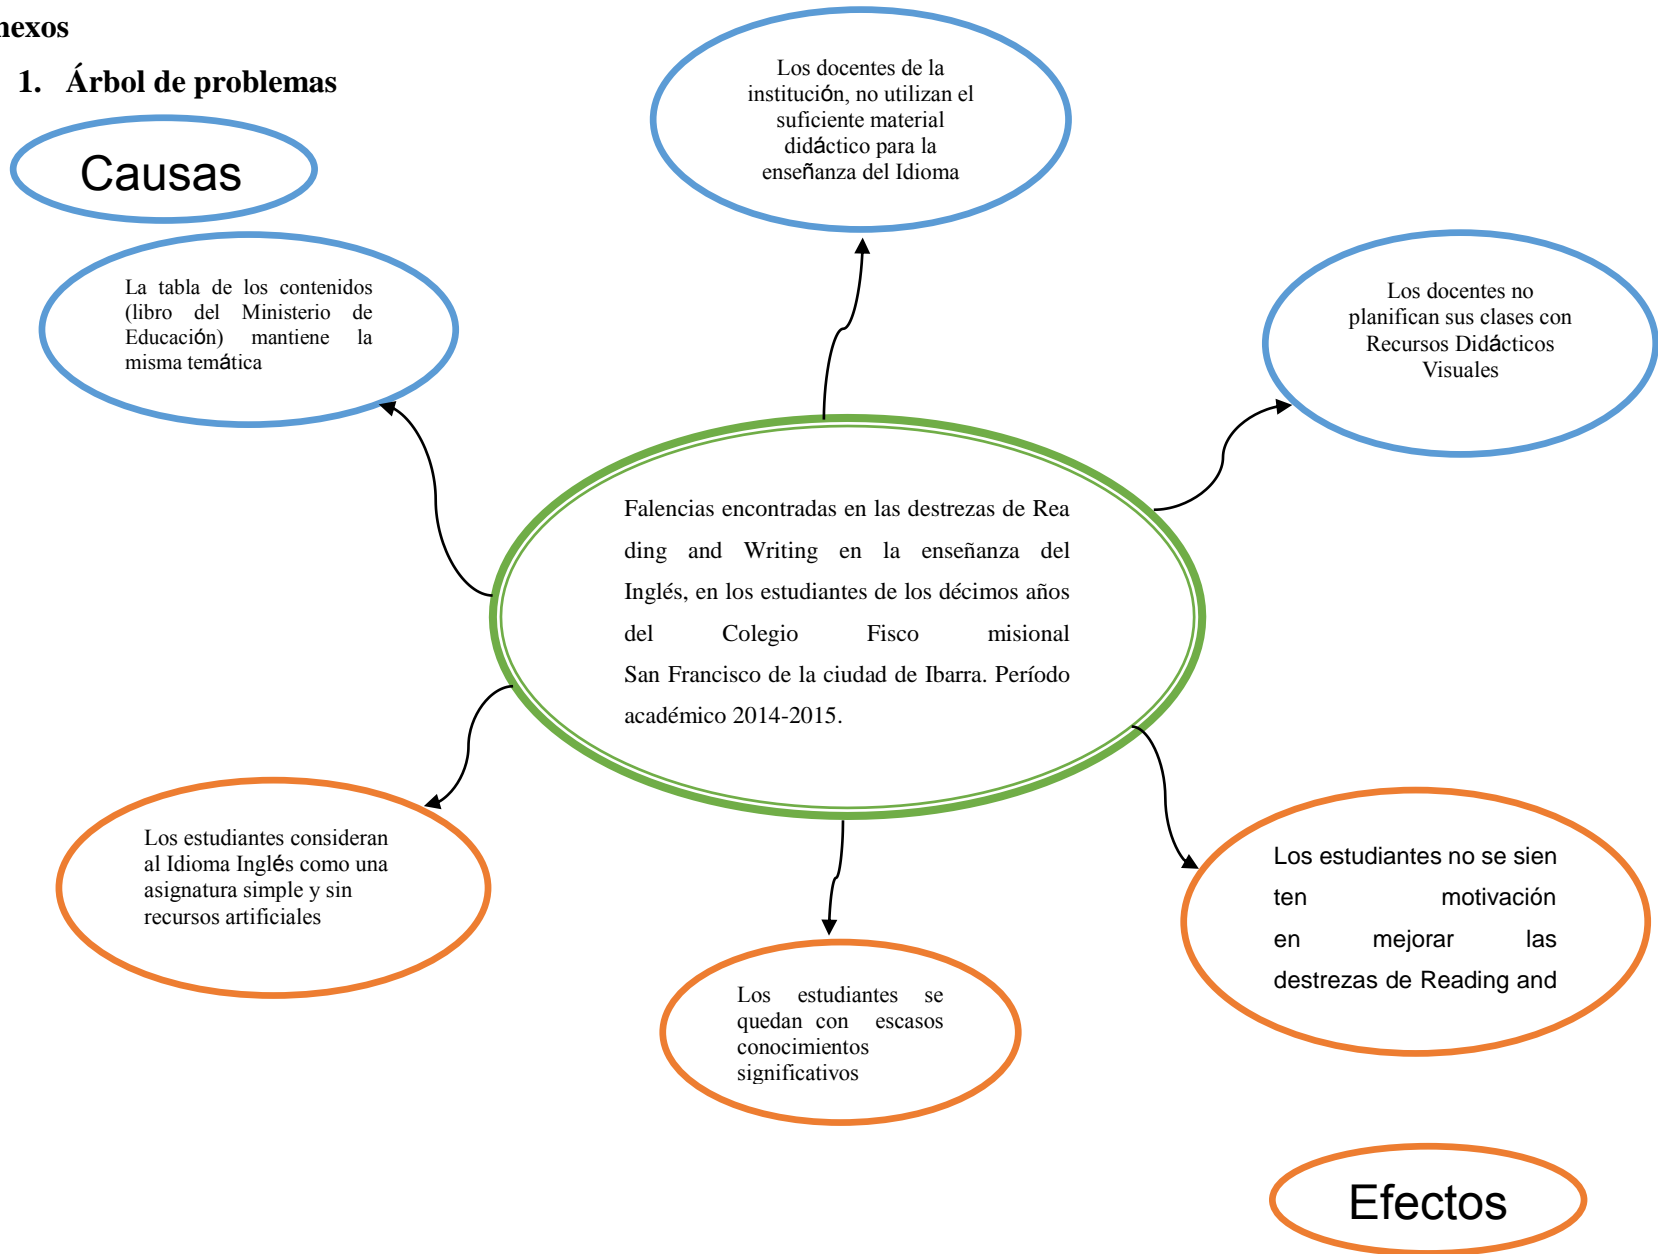 nexos
1. Árbol de problemas
Causas
Los docentes de la
institución, no utilizan el
suficiente material
didáctico para la
enseñanza del Idioma
La tabla de los contenidos
(libro del Ministerio de
Educación) mantiene la
misma temática
Los docentes no
planifican sus clases con
Recursos Didácticos
Visuales
Falencias encontradas en las destrezas de Rea
ding and Writing en la enseñanza del
Inglés, en los estudiantes de los décimos años
del Colegio Fisco misional
San Francisco de la ciudad de Ibarra. Período
académico 2014-2015.
Los estudiantes consideran
al Idioma Inglés como una
asignatura simple y sin
recursos artificiales
Los estudiantes se
quedan con escasos
conocimientos
significativos
Los estudiantes no se sien
ten motivación
en mejorar las
destrezas de Reading and
Efectos